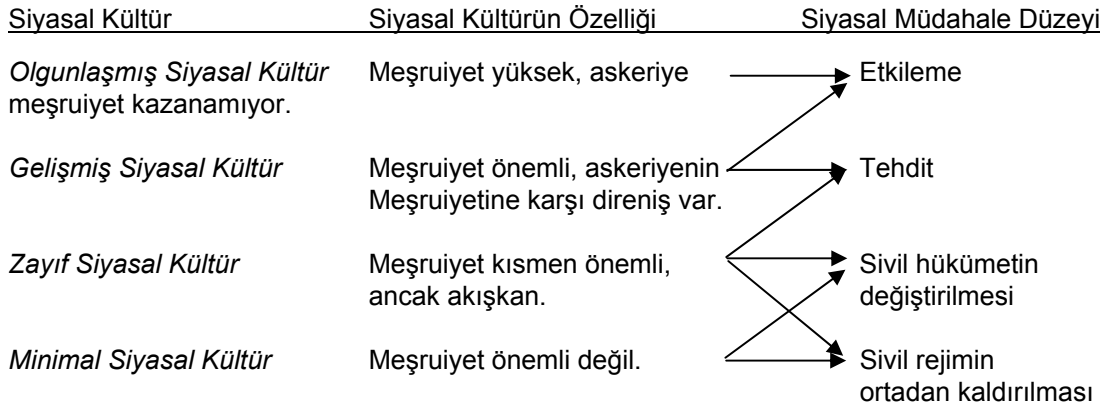 Siyasal Kültür Siyasal Kültürün Özelliği Siyasal Müdahale Düzeyi
Olgunlaşmış Siyasal Kültür Meşruiyet yüksek, askeriye Etkileme
meşruiyet kazanamıyor.
Gelişmiş Siyasal Kültür Meşruiyet önemli, askeriyenin Tehdit
Meşruiyetine karşı direniş var.
Zayıf Siyasal Kültür Meşruiyet kısmen önemli, Sivil hükümetin
ancak akışkan. değiştirilmesi
Minimal Siyasal Kültür Meşruiyet önemli değil. Sivil rejimin
ortadan kaldırılması